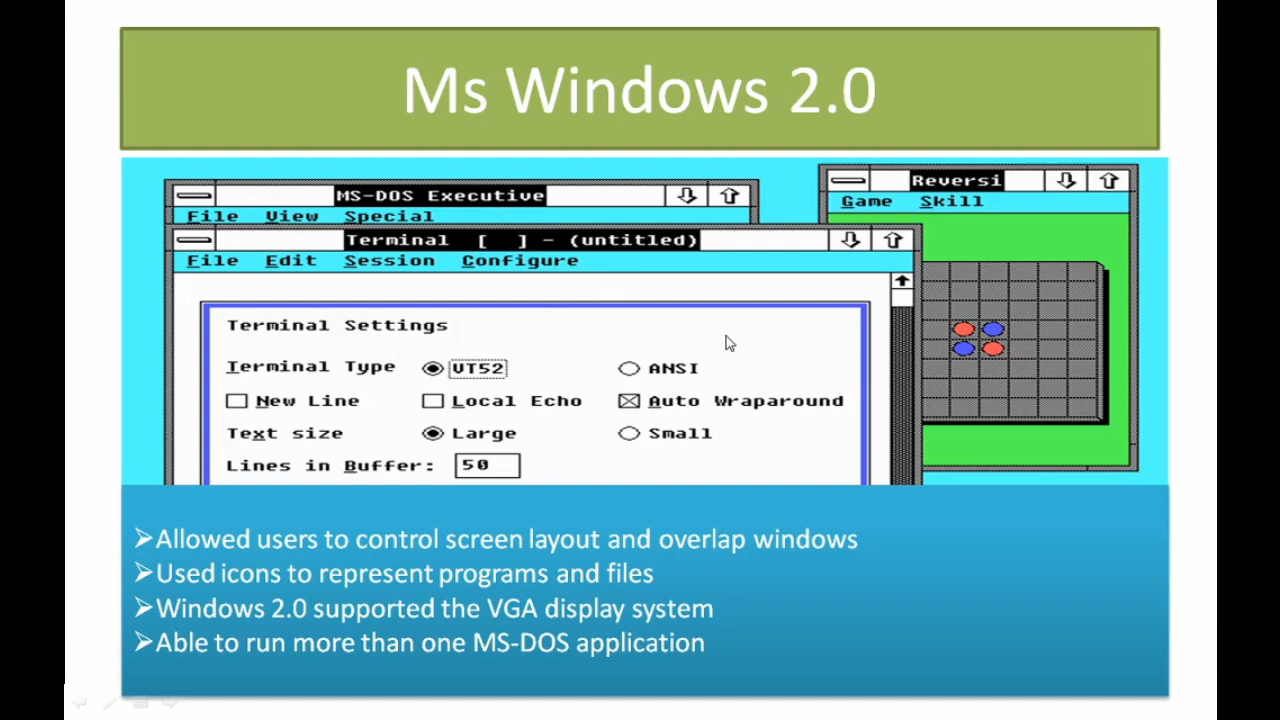 Ms Windows 2.0
MS-DOS Executive
Reversi
File View Special
Game Skill
Terminal [ ] - (untitled)
File Edit Session Configure
Terminal Settings
Terminal Type VT52 ANSI
New Line Local Echo Auto Wraparound
Text size Large Small
Lines in Buffer: 50
➢Allowed users to control screen layout and overlap windows
➢Used icons to represent programs and files
➢Windows 2.0 supported the VGA display system
➢Able to run more than one MS-DOS application